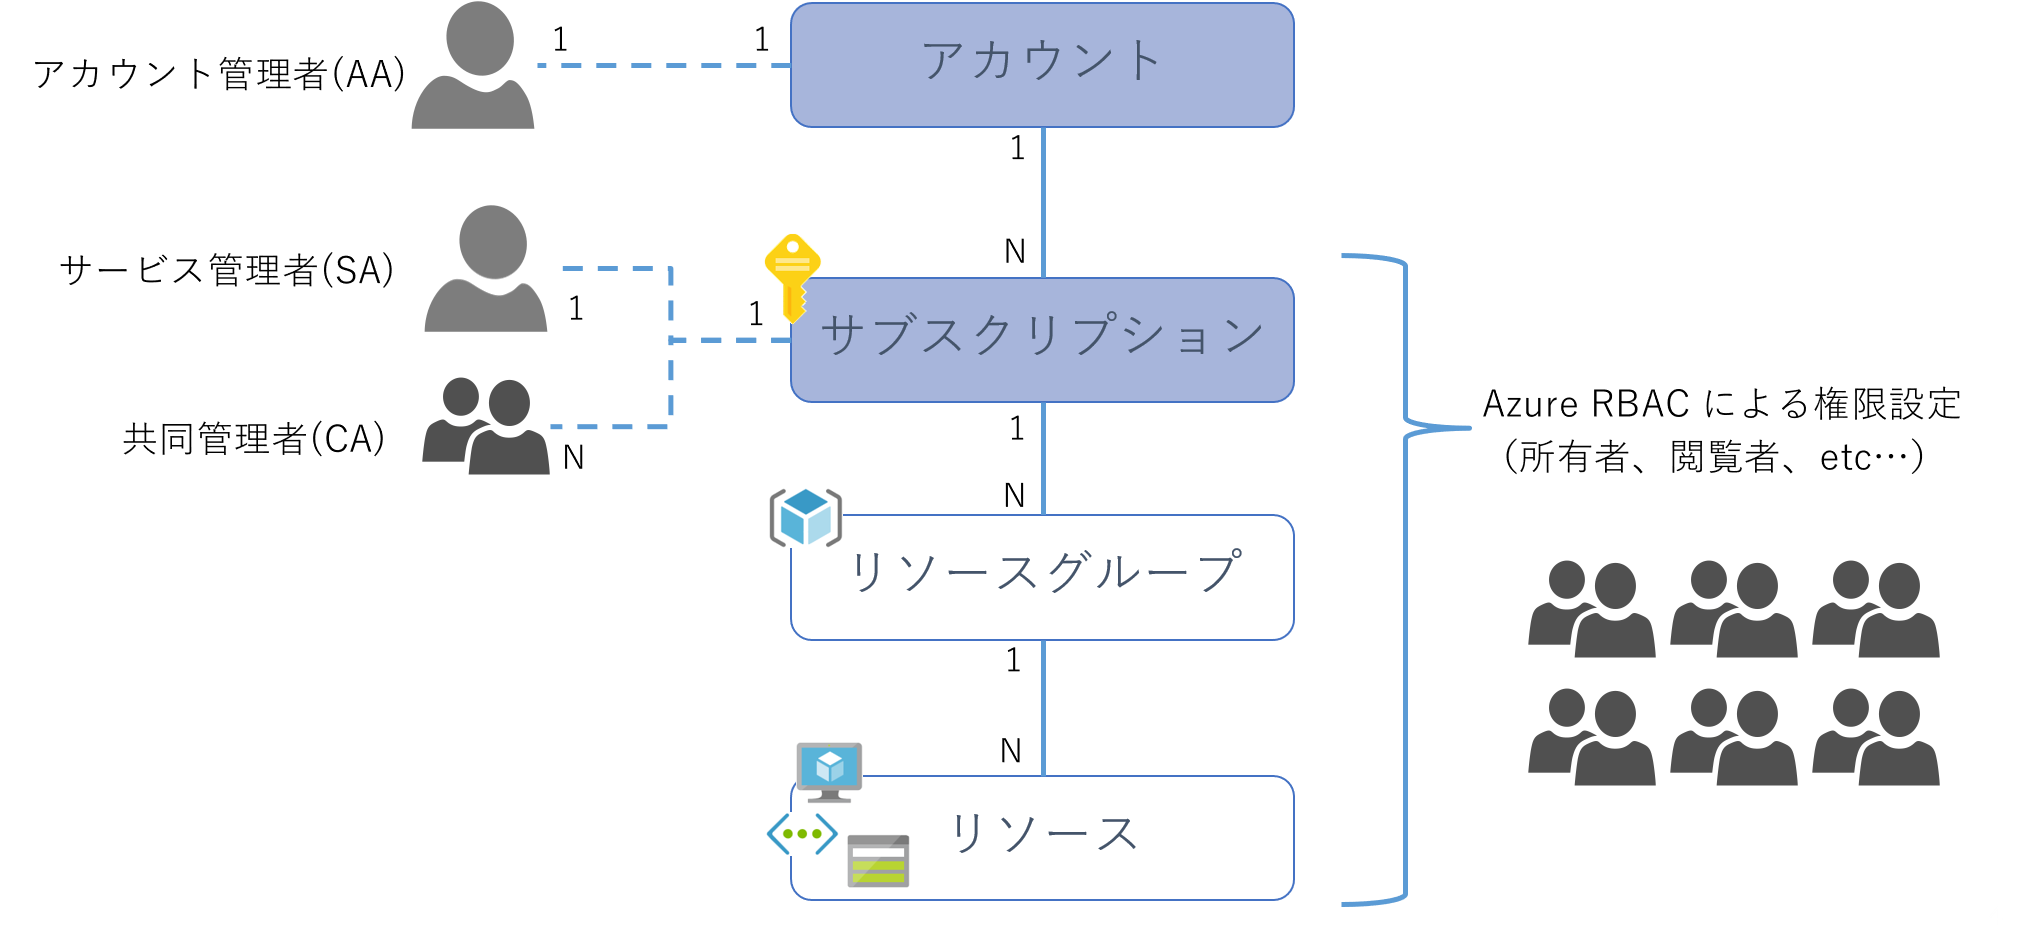 アカウント管理者(AA)
1
1
アカウント
1
N
サービス管理者(SA)
1
1
サブスクリプション
共同管理者(CA)
N
1
N
リソースグループ
1
N
リソース
Azure RBAC による権限設定
(所有者、閲覧者、etc…)